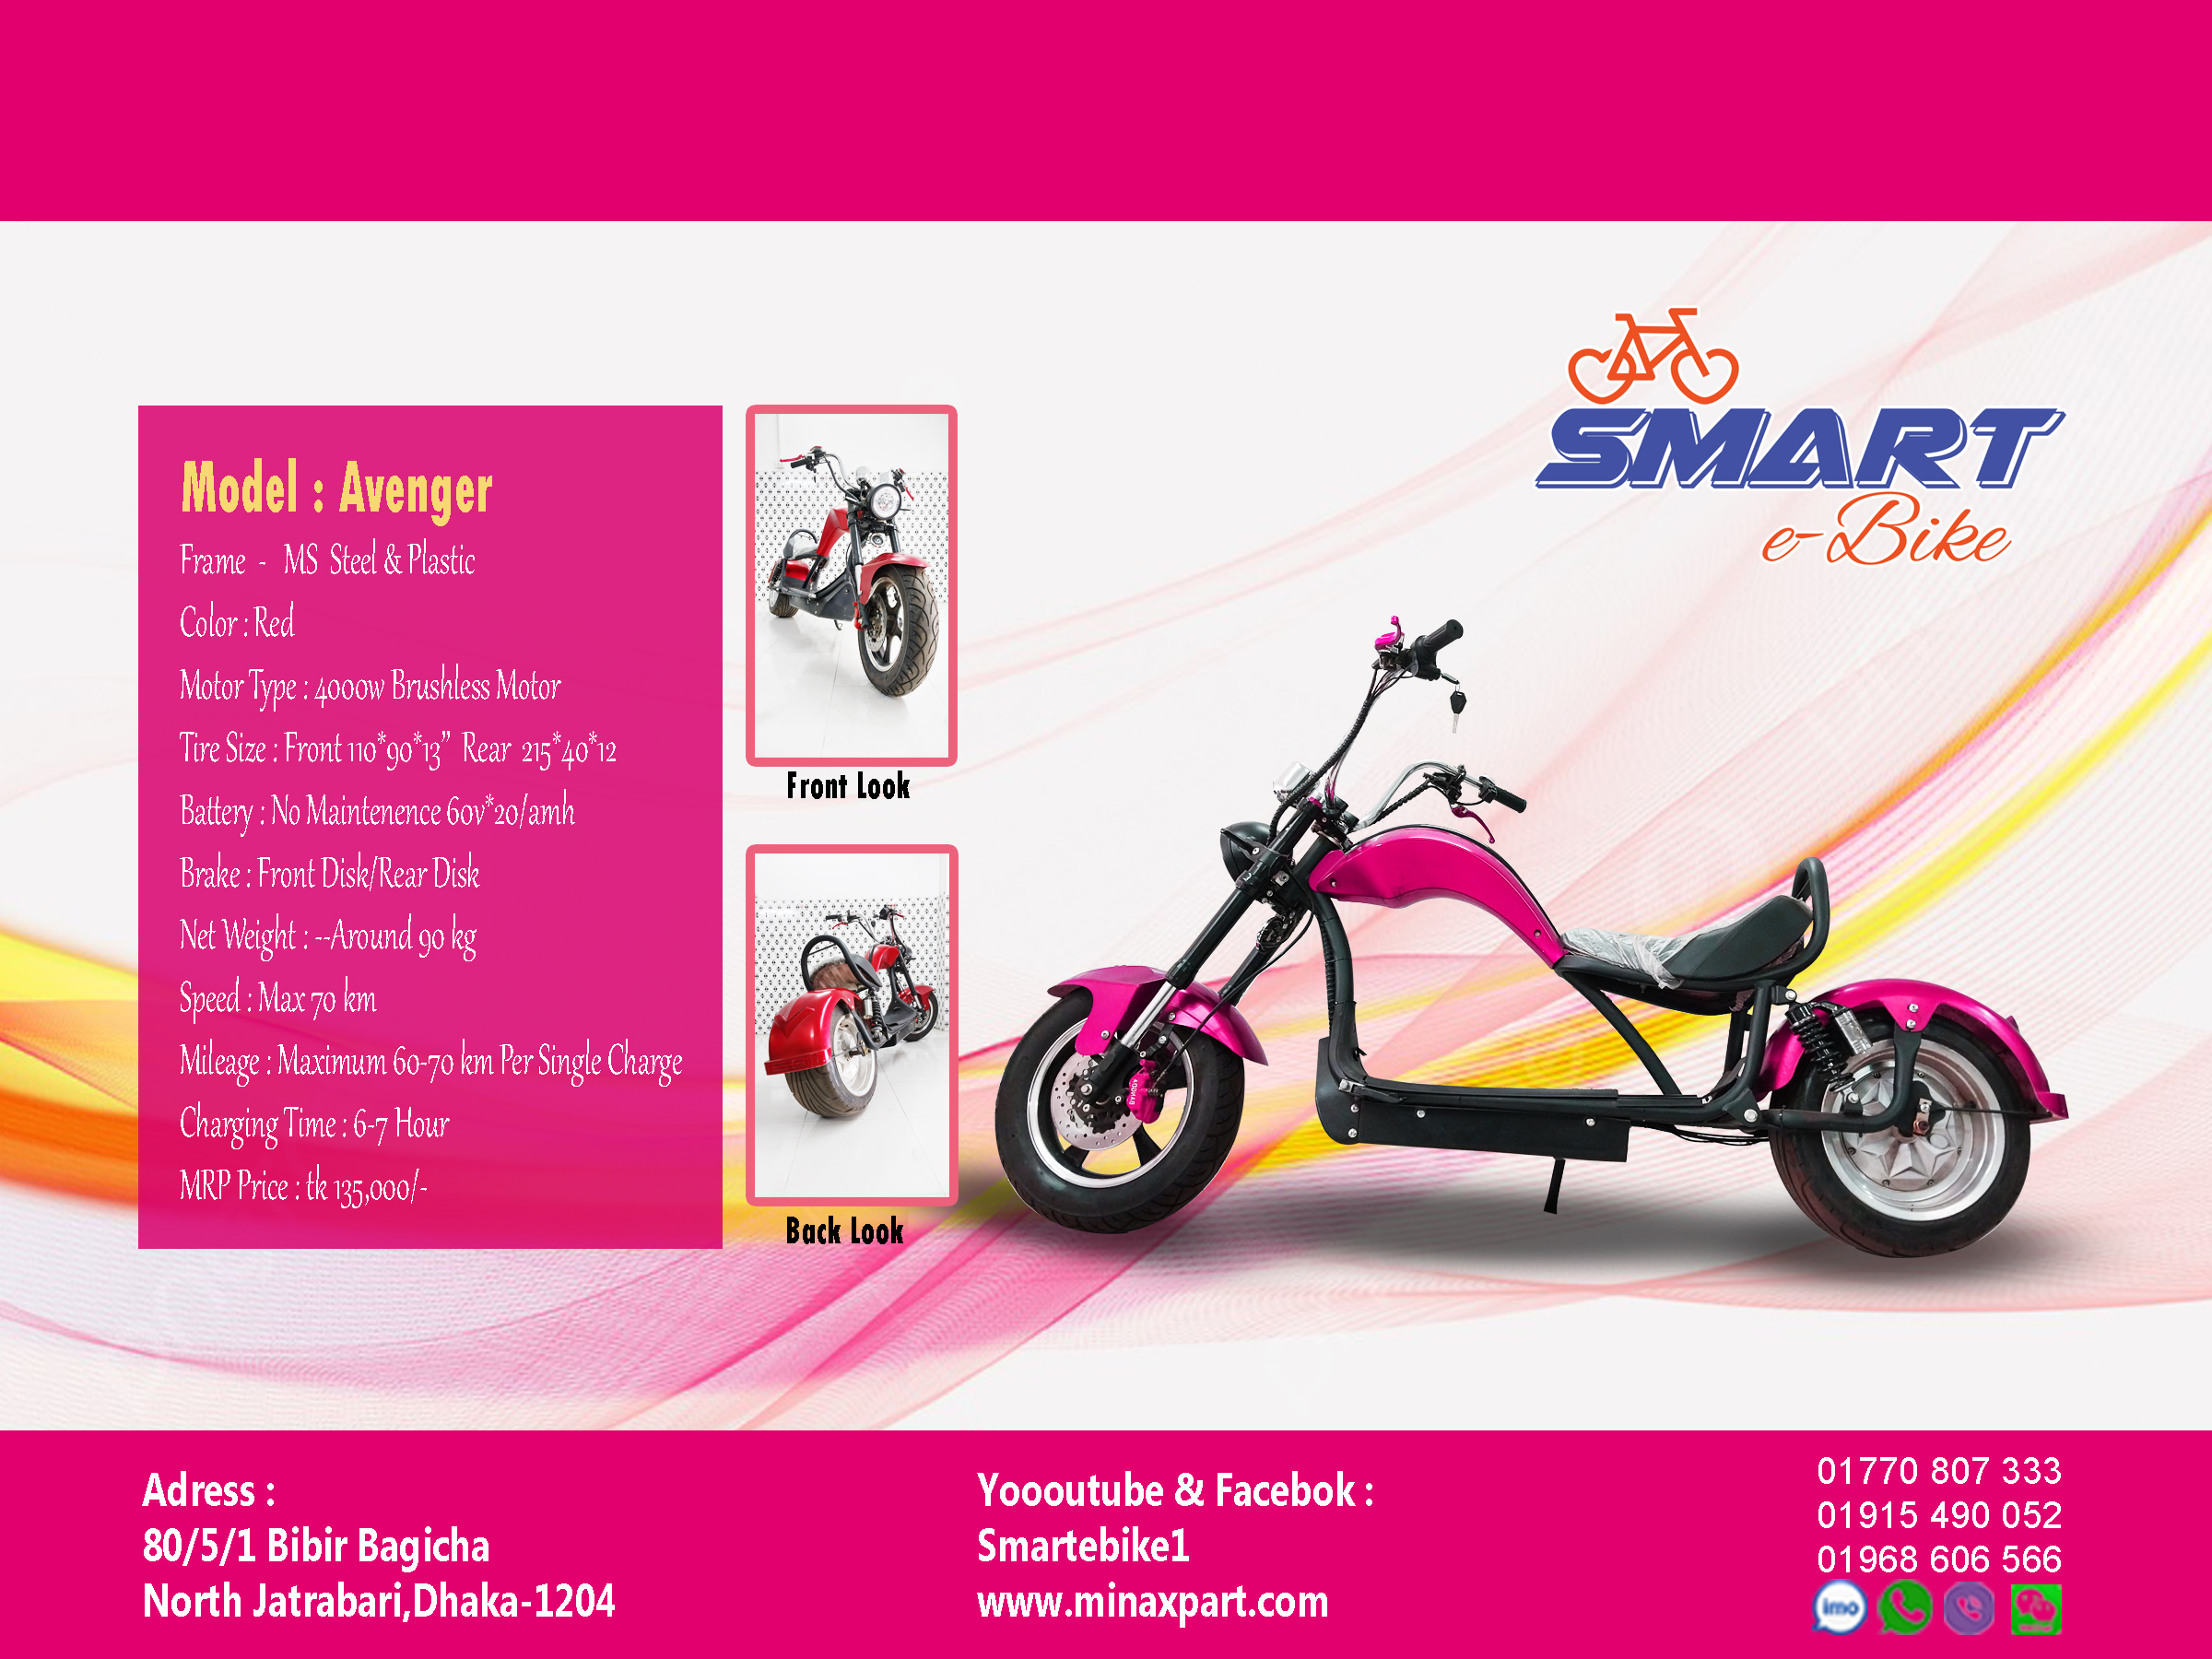 SMART
e-Bike
Model : Avenger
Frame - MS Steel & Plastic
Color : Red
Motor Type : 4000w Brushless Motor
Tire Size : Front 110*90*13” Rear 215*40*12
Battery : No Maintenence 60v*20/amh
Brake : Front Disk/Rear Disk
Net Weight : --Around 90 kg
Speed : Max 70 km
Mileage : Maximum 60-70 km Per Single Charge
Charging Time : 6-7 Hour
MRP Price : tk 135,000/-
Front Look
Back Look
Adress :
80/5/1 Bibir Bagicha
North Jatrabari,Dhaka-1204
Yoooutube & Facebok :
Smartebike1
www.minaxpart.com
01770 807 333
01915 490 052
01968 606 566
imo